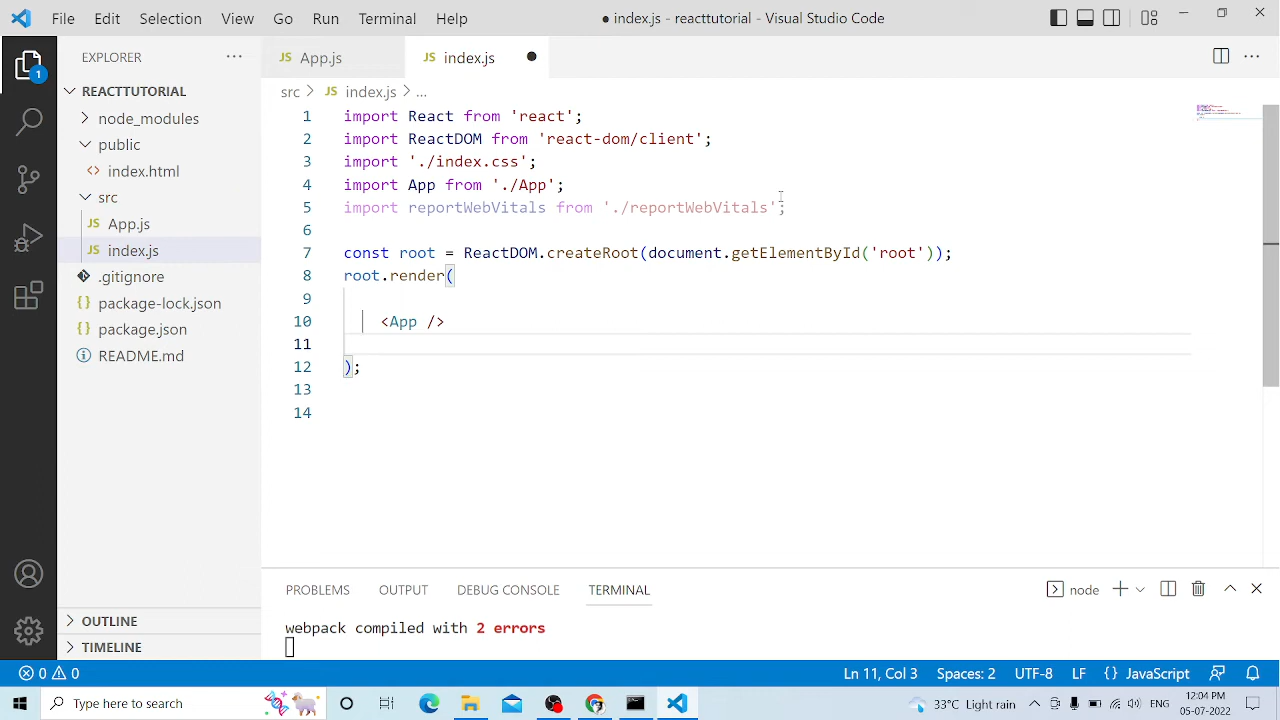 File Edit Selection View Go Run Terminal Help ● index.js - reacttutorial - Visual Studio Code
EXPLORER ···
JS App.js JS index.js ●
1
REACTTUTORIAL
node_modules
public
<> index.html
src
JS App.js
JS index.js
.gitignore
{} package-lock.json
{} package.json
README.md
OUTLINE
TIMELINE
src > JS index.js > ...
1 import React from 'react';
2 import ReactDOM from 'react-dom/client';
3 import './index.css';
4 import App from './App';
5 import reportWebVitals from './reportWebVitals';
6
7 const root = ReactDOM.createRoot(document.getElementById('root'));
8 root.render(
9
10 <App />
11
12 );
13
14
PROBLEMS OUTPUT DEBUG CONSOLE TERMINAL node
webpack compiled with 2 errors
0 0 Ln 11, Col 3 Spaces: 2 UTF-8 LF {} JavaScript
Type here to search 33°C Light rain ENG 12:04 PM
05-07-2022